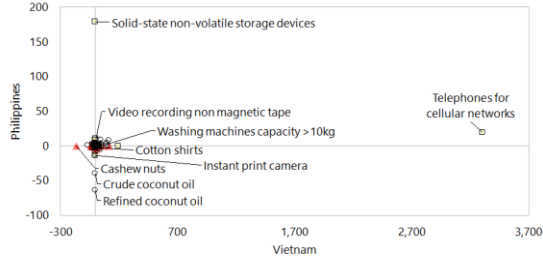 200
150
100
50
0
-50
-100
Philippines
Solid-state non-volatile storage devices
Telephones for
cellular networks
Video recording non magnetic tape
Washing machines capacity >10kg
Cotton shirts
Instant print camera
Cashew nuts
Crude coconut oil
Refined coconut oil
-300 700 1,700 2,700 3,700
Vietnam